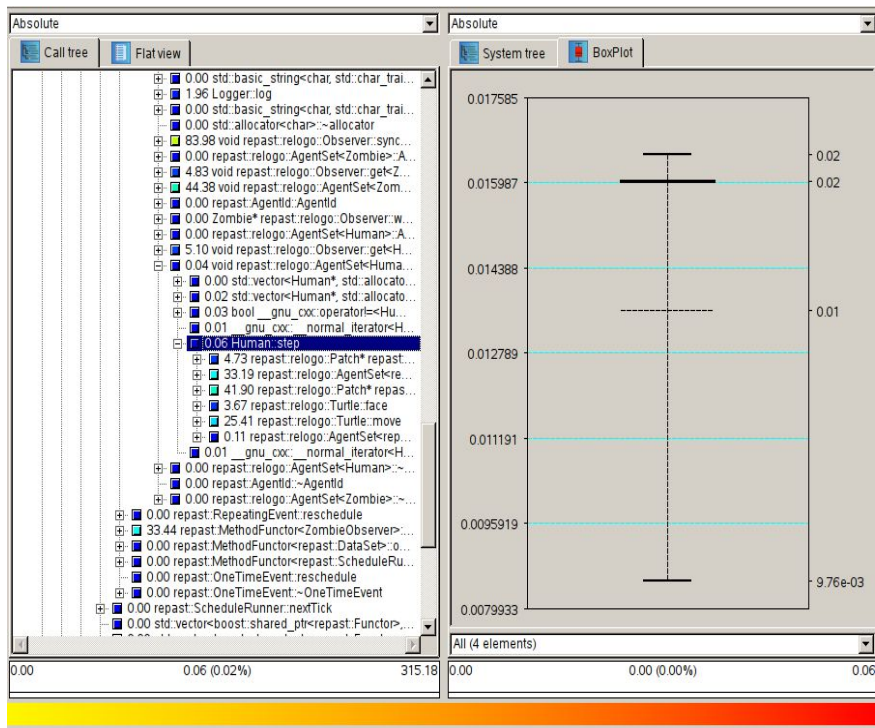 Absolute
Call tree
Flat view
0.00 std::basic_string<char, std::char_trai...
1.96 Logger::log
0.00 std::basic_string<char, std::char_trai...
0.00 std::allocator<char>::~allocator
83.98 void repast::relogo::Observer::sync...
0.00 repast::relogo::AgentSet<Zombie>::A...
4.83 void repast::relogo::Observer::get<Z...
44.38 void repast::relogo::AgentSet<Zom...
0.00 repast::AgentId::AgentId
0.00 Zombie* repast::relogo::Observer::w...
0.00 repast::relogo::AgentSet<Human>::A...
5.10 void repast::relogo::Observer::get<H...
0.04 void repast::relogo::AgentSet<Huma...
0.00 std::vector<Human*, std::allocato...
0.02 std::vector<Human*, std::allocato...
0.03 bool __gnu_cxx::operator!=<Hu...
0.01 __gnu_cxx::__normal_iterator<H...
0.06 Human::step
4.73 repast::relogo::Patch* repast:...
33.19 repast::relogo::AgentSet<re...
41.90 repast::relogo::Patch* repas...
3.67 repast::relogo::Turtle::face
25.41 repast::relogo::Turtle::move
0.11 repast::relogo::AgentSet<rep...
0.01 __gnu_cxx::__normal_iterator<H...
0.00 repast::relogo::AgentSet<Human>::~...
0.00 repast::AgentId::~AgentId
0.00 repast::relogo::AgentSet<Zombie>::~...
0.00 repast::RepeatingEvent::reschedule
33.44 repast::MethodFunctor<ZombieObserver>:...
0.00 repast::MethodFunctor<repast::DataSet>::o...
0.00 repast::MethodFunctor<repast::ScheduleRu...
0.00 repast::OneTimeEvent::reschedule
0.00 repast::OneTimeEvent::~OneTimeEvent
0.00 repast::ScheduleRunner::nextTick
0.00 std::vector<boost::shared_ptr<repast::Functor>,...
0.00 0.06 (0.02%) 315.18
Absolute
System tree
BoxPlot
0.017585
0.02
0.015987
0.02
0.014388
0.01
0.012789
0.011191
0.0095919
9.76e-03
0.0079933
All (4 elements)
0.00 0.00 (0.00%) 0.06